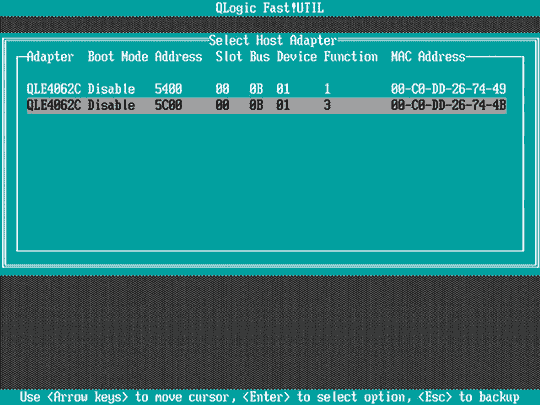 QLogic Fast!UTIL
Select Host Adapter
Adapter Boot Mode Address Slot Bus Device Function MAC Address
QLE4062C Disable 5400 00 0B 01 1 00-C0-DD-26-74-49
QLE4062C Disable 5C00 00 0B 01 3 00-C0-DD-26-74-4B
Use <Arrow keys> to move cursor, <Enter> to select option, <Esc> to backup